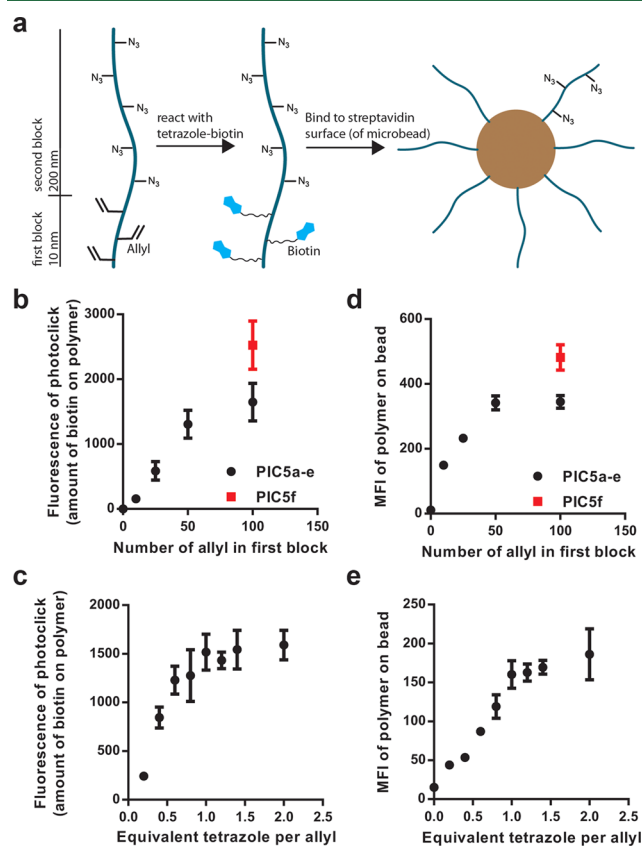 a
second block
200 nm
first block
10 nm
N3
N3
N3
N3
N3
Allyl
react with
tetrazole-biotin
N3
N3
N3
N3
N3
Biotin
Bind to streptavidin
surface (of microbead)
N3
N3
N3
b
Fluorescence of photoclick
(amount of biotin on polymer)
3000
2000
1000
0
0 50 100 150
PIC5a-e
PIC5f
Number of allyl in first block
d
MFI of polymer on bead
600
400
200
0
0 50 100 150
PIC5a-e
PIC5f
Number of allyl in first block
c
Fluorescence of photoclick
(amount of biotin on polymer)
2000
1500
1000
500
0
0.0 0.5 1.0 1.5 2.0 2.5
Equivalent tetrazole per allyl
e
MFI of polymer on bead
250
200
150
100
50
0
0.0 0.5 1.0 1.5 2.0 2.5
Equivalent tetrazole per allyl